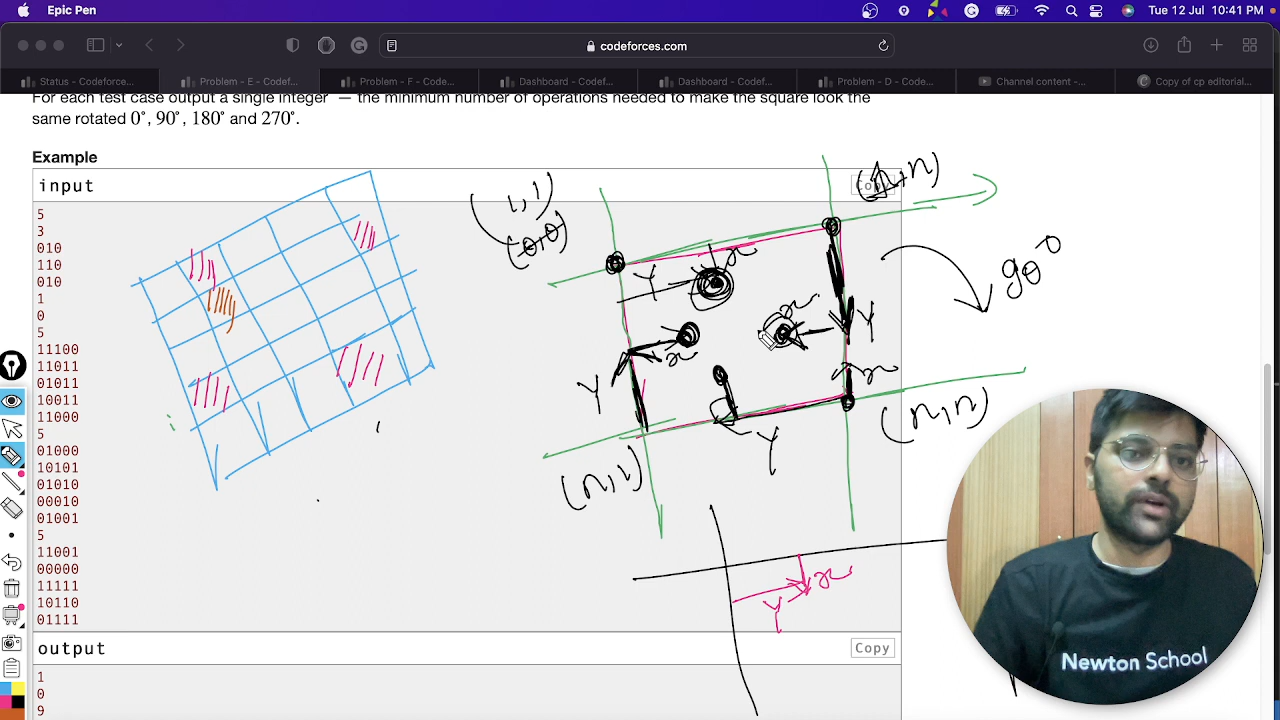 Epic Pen
Tue 12 Jul 10:41 PM
codeforces.com
Status - Codeforce...
Problem - E - Codef...
Problem - F - Code...
Dashboard - Codef...
Dashboard - Codef...
Problem - D - Codef...
Channel content -...
Copy of cp editorial...
For each test case output a single integer — the minimum number of operations needed to make the square look the
same rotated 0°, 90°, 180° and 270°.
Example
input
Copy
5
3
010
110
010
1
0
5
11100
11011
01011
10011
11000
5
01000
10101
01010
00010
01001
5
11001
00000
11111
10110
01111
output
Copy
1
0
9
i
1,1
(0,0)
90°
Y
x
x
Y
Y
x
x
Y
(n,1)
(n,n)
Y
x
Newton School